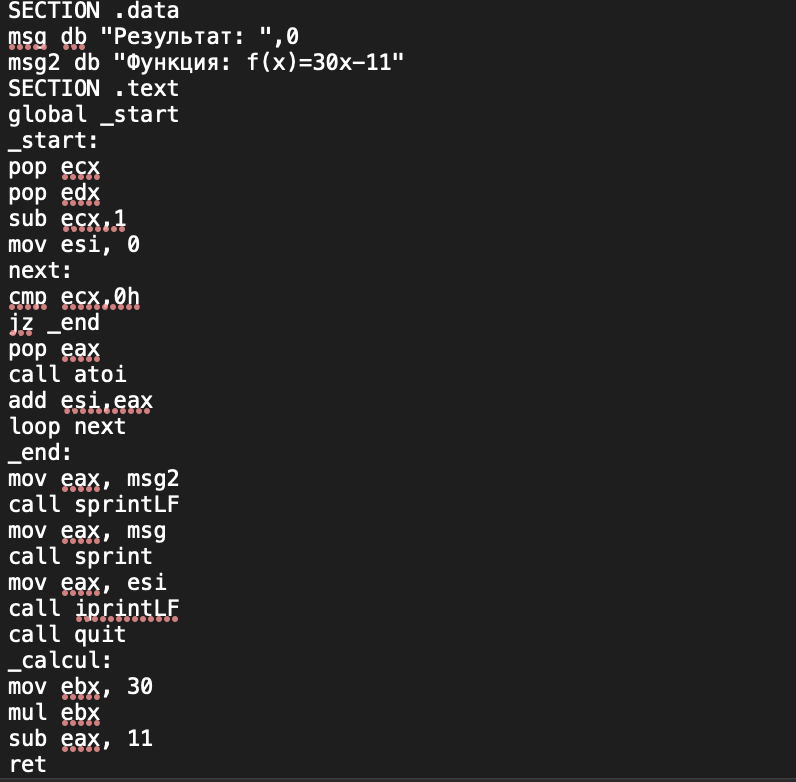 SECTION .data
msg db "Результат: ",0
msg2 db "Функция: f(x)=30x-11"
SECTION .text
global _start
_start:
pop ecx
pop edx
sub ecx,1
mov esi, 0
next:
cmp ecx,0h
jz _end
pop eax
call atoi
add esi,eax
loop next
_end:
mov eax, msg2
call sprintLF
mov eax, msg
call sprint
mov eax, esi
call iprintLF
call quit
_calcul:
mov ebx, 30
mul ebx
sub eax, 11
ret